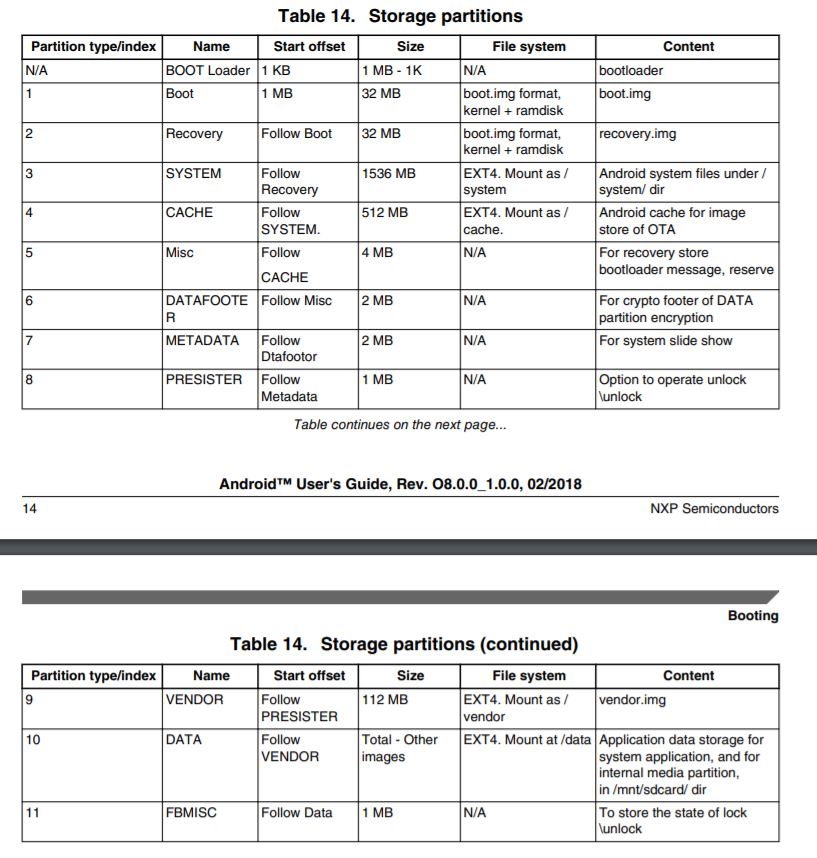 Table 14. Storage partitions
Partition type/index Name Start offset Size File system Content
N/A BOOT Loader 1 KB 1 MB - 1K N/A bootloader
1 Boot 1 MB 32 MB boot.img format, boot.img
kernel + ramdisk
2 Recovery Follow Boot 32 MB boot.img format, recovery.img
kernel + ramdisk
3 SYSTEM Follow 1536 MB EXT4. Mount as / Android system files under /
Recovery system system/ dir
4 CACHE Follow 512 MB EXT4. Mount as / Android cache for image
SYSTEM. cache. store of OTA
5 Misc Follow 4 MB N/A For recovery store
CACHE bootloader message, reserve
6 DATAFOOTE Follow Misc 2 MB N/A For crypto footer of DATA
R partition encryption
7 METADATA Follow 2 MB N/A For system slide show
Dtafootor
8 PRESISTER Follow 1 MB N/A Option to operate unlock
Metadata \unlock
Table continues on the next page...
Android™ User's Guide, Rev. O8.0.0_1.0.0, 02/2018
14 NXP Semiconductors
Booting
Table 14. Storage partitions (continued)
Partition type/index Name Start offset Size File system Content
9 VENDOR Follow 112 MB EXT4. Mount as / vendor.img
PRESISTER vendor
10 DATA Follow Total - Other EXT4. Mount at /data Application data storage for
VENDOR images system application, and for
internal media partition,
in /mnt/sdcard/ dir
11 FBMISC Follow Data 1 MB N/A To store the state of lock
\unlock